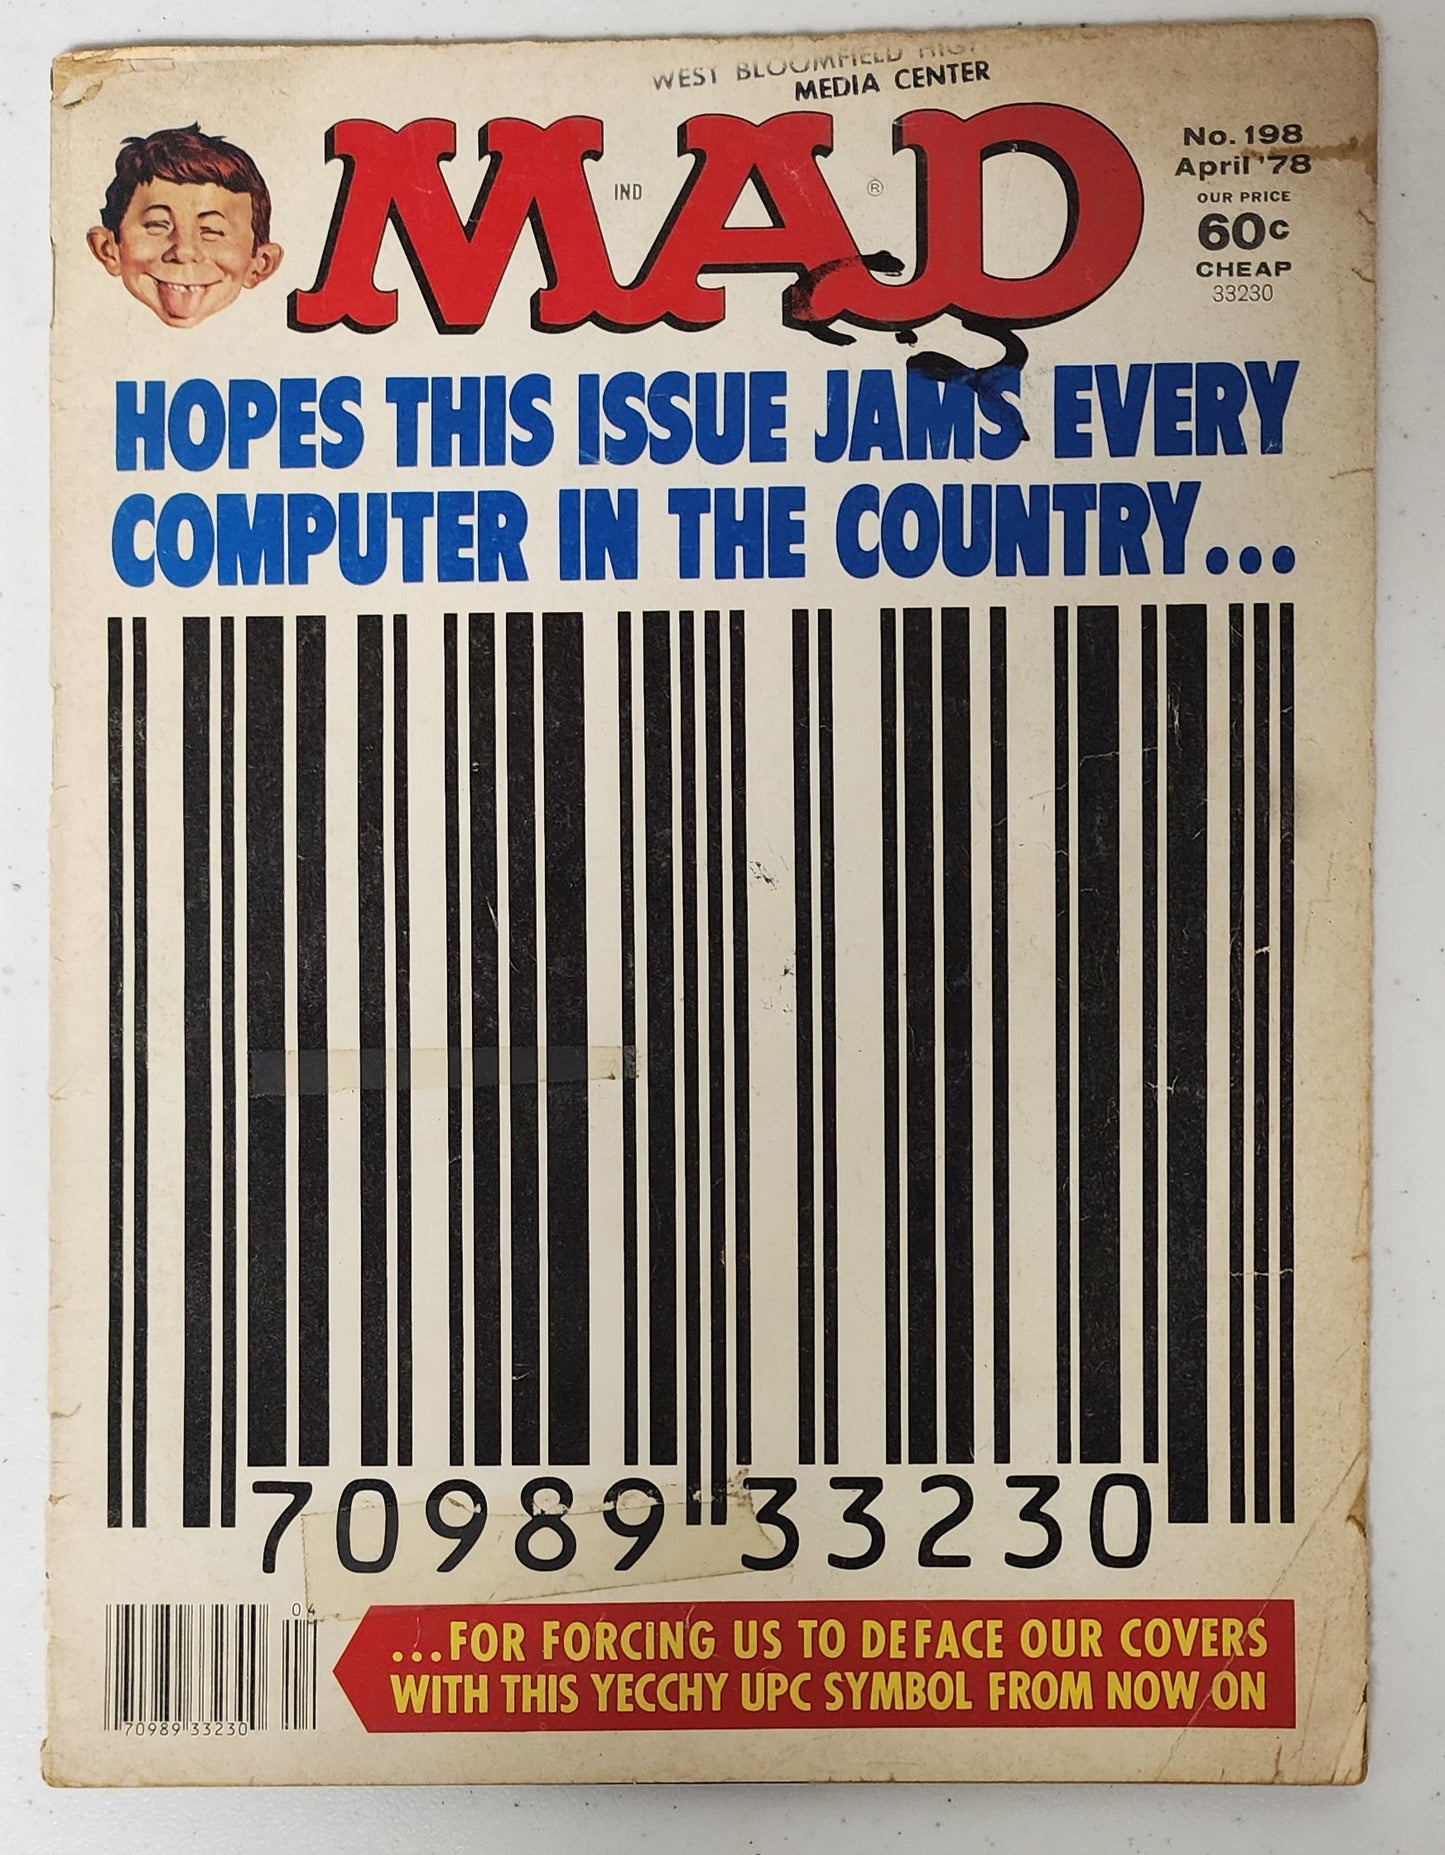 WEST BLOOMFIELD HIGH
MEDIA CENTER
MAD
IND
®
No. 198
April '78
OUR PRICE
60c
CHEAP
33230
HOPES THIS ISSUE JAMS EVERY
COMPUTER IN THE COUNTRY...
70989 33230
04
70989 33230
...FOR FORCING US TO DEFACE OUR COVERS
WITH THIS YECCHY UPC SYMBOL FROM NOW ON